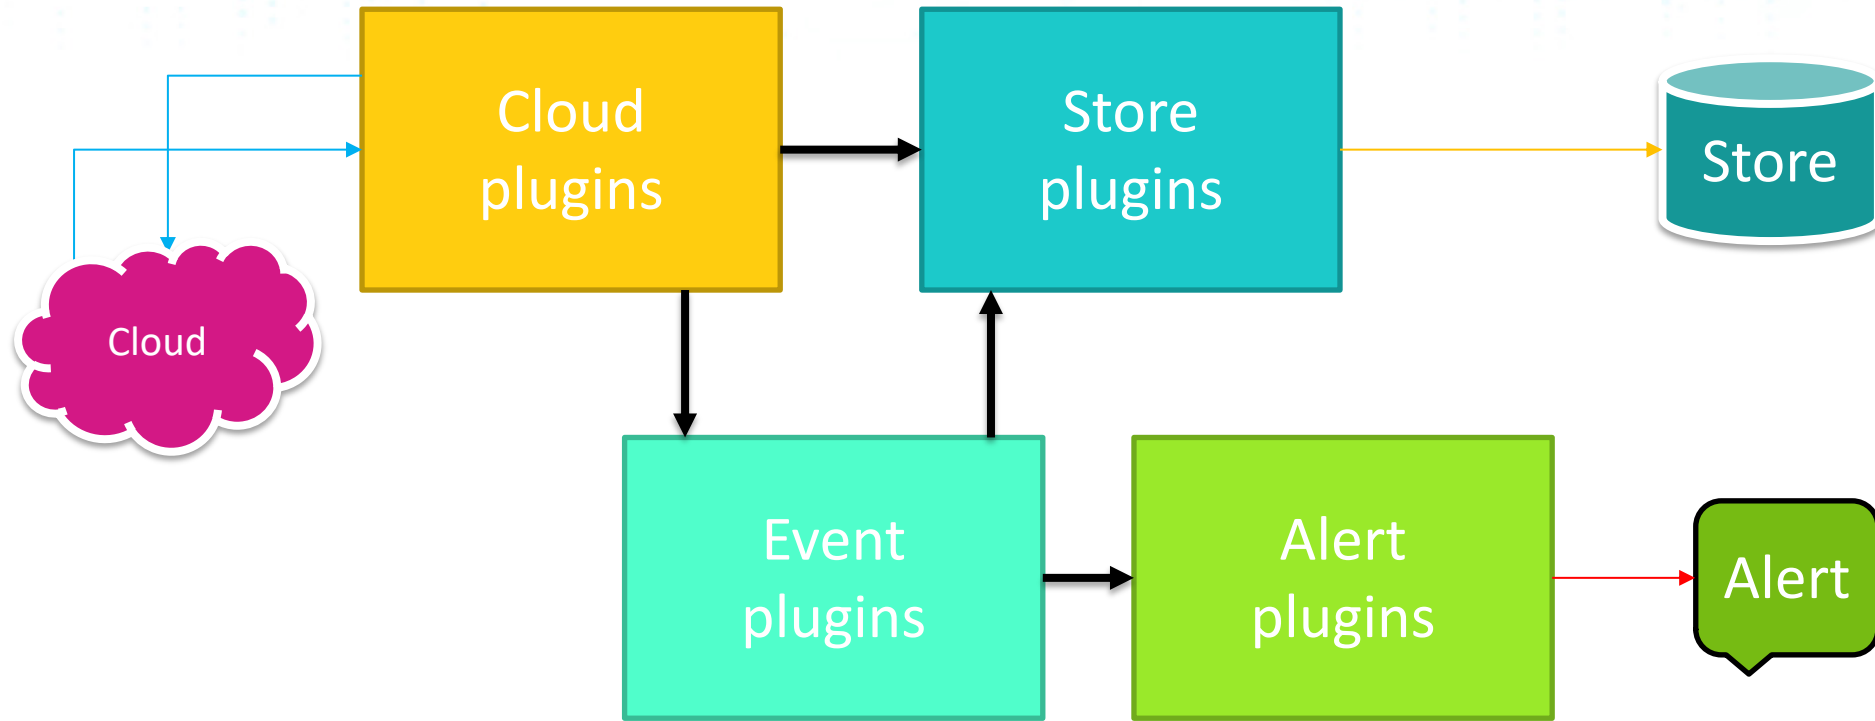 Cloud
plugins
Store
plugins
Store
Cloud
Event
plugins
Alert
plugins
Alert